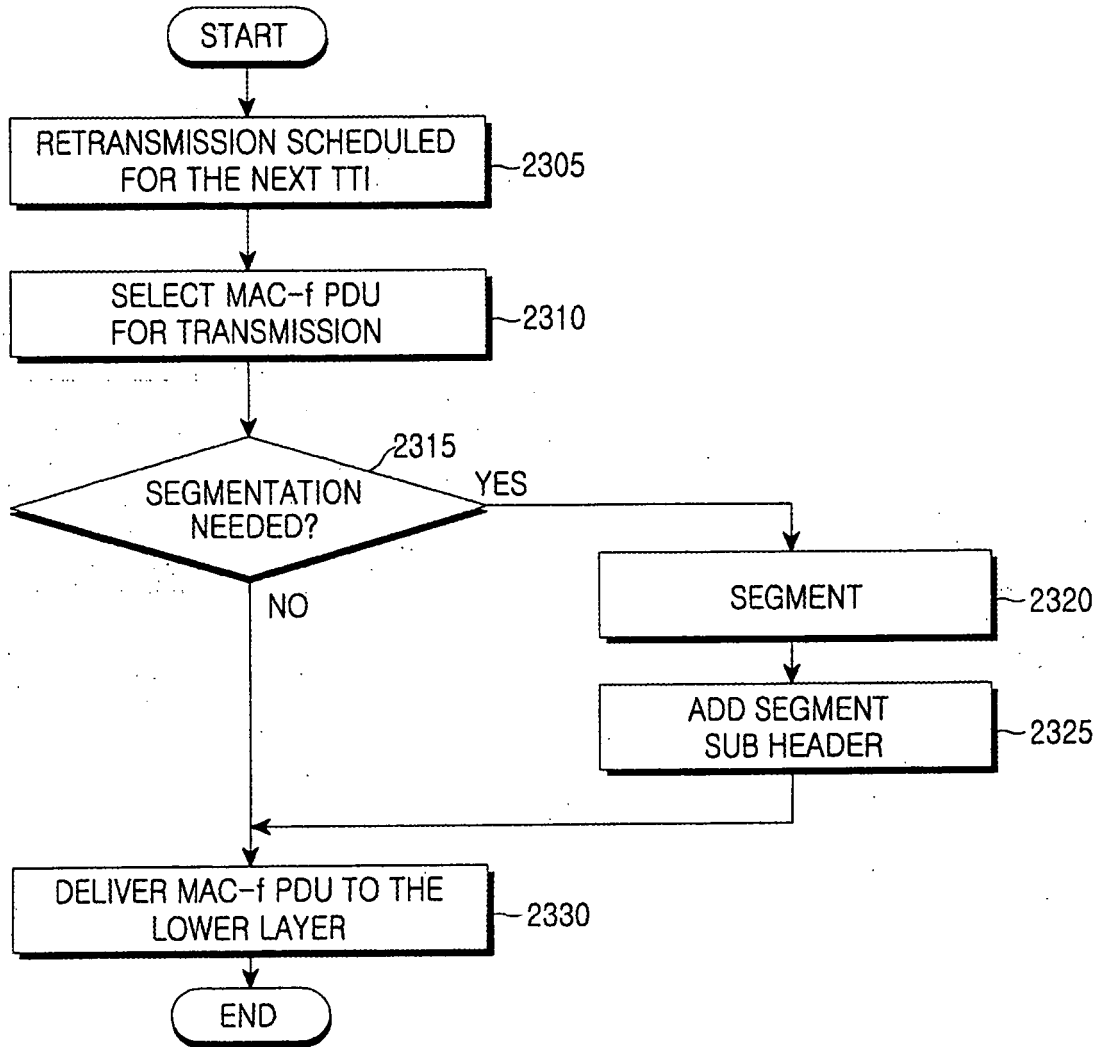 START
RETRANSMISSION SCHEDULED
FOR THE NEXT TTI
2305
SELECT MAC-f PDU
FOR TRANSMISSION
2310
2315
SEGMENTATION
NEEDED?
YES
NO
SEGMENT
2320
ADD SEGMENT
SUB HEADER
2325
DELIVER MAC-f PDU TO THE
LOWER LAYER
2330
END